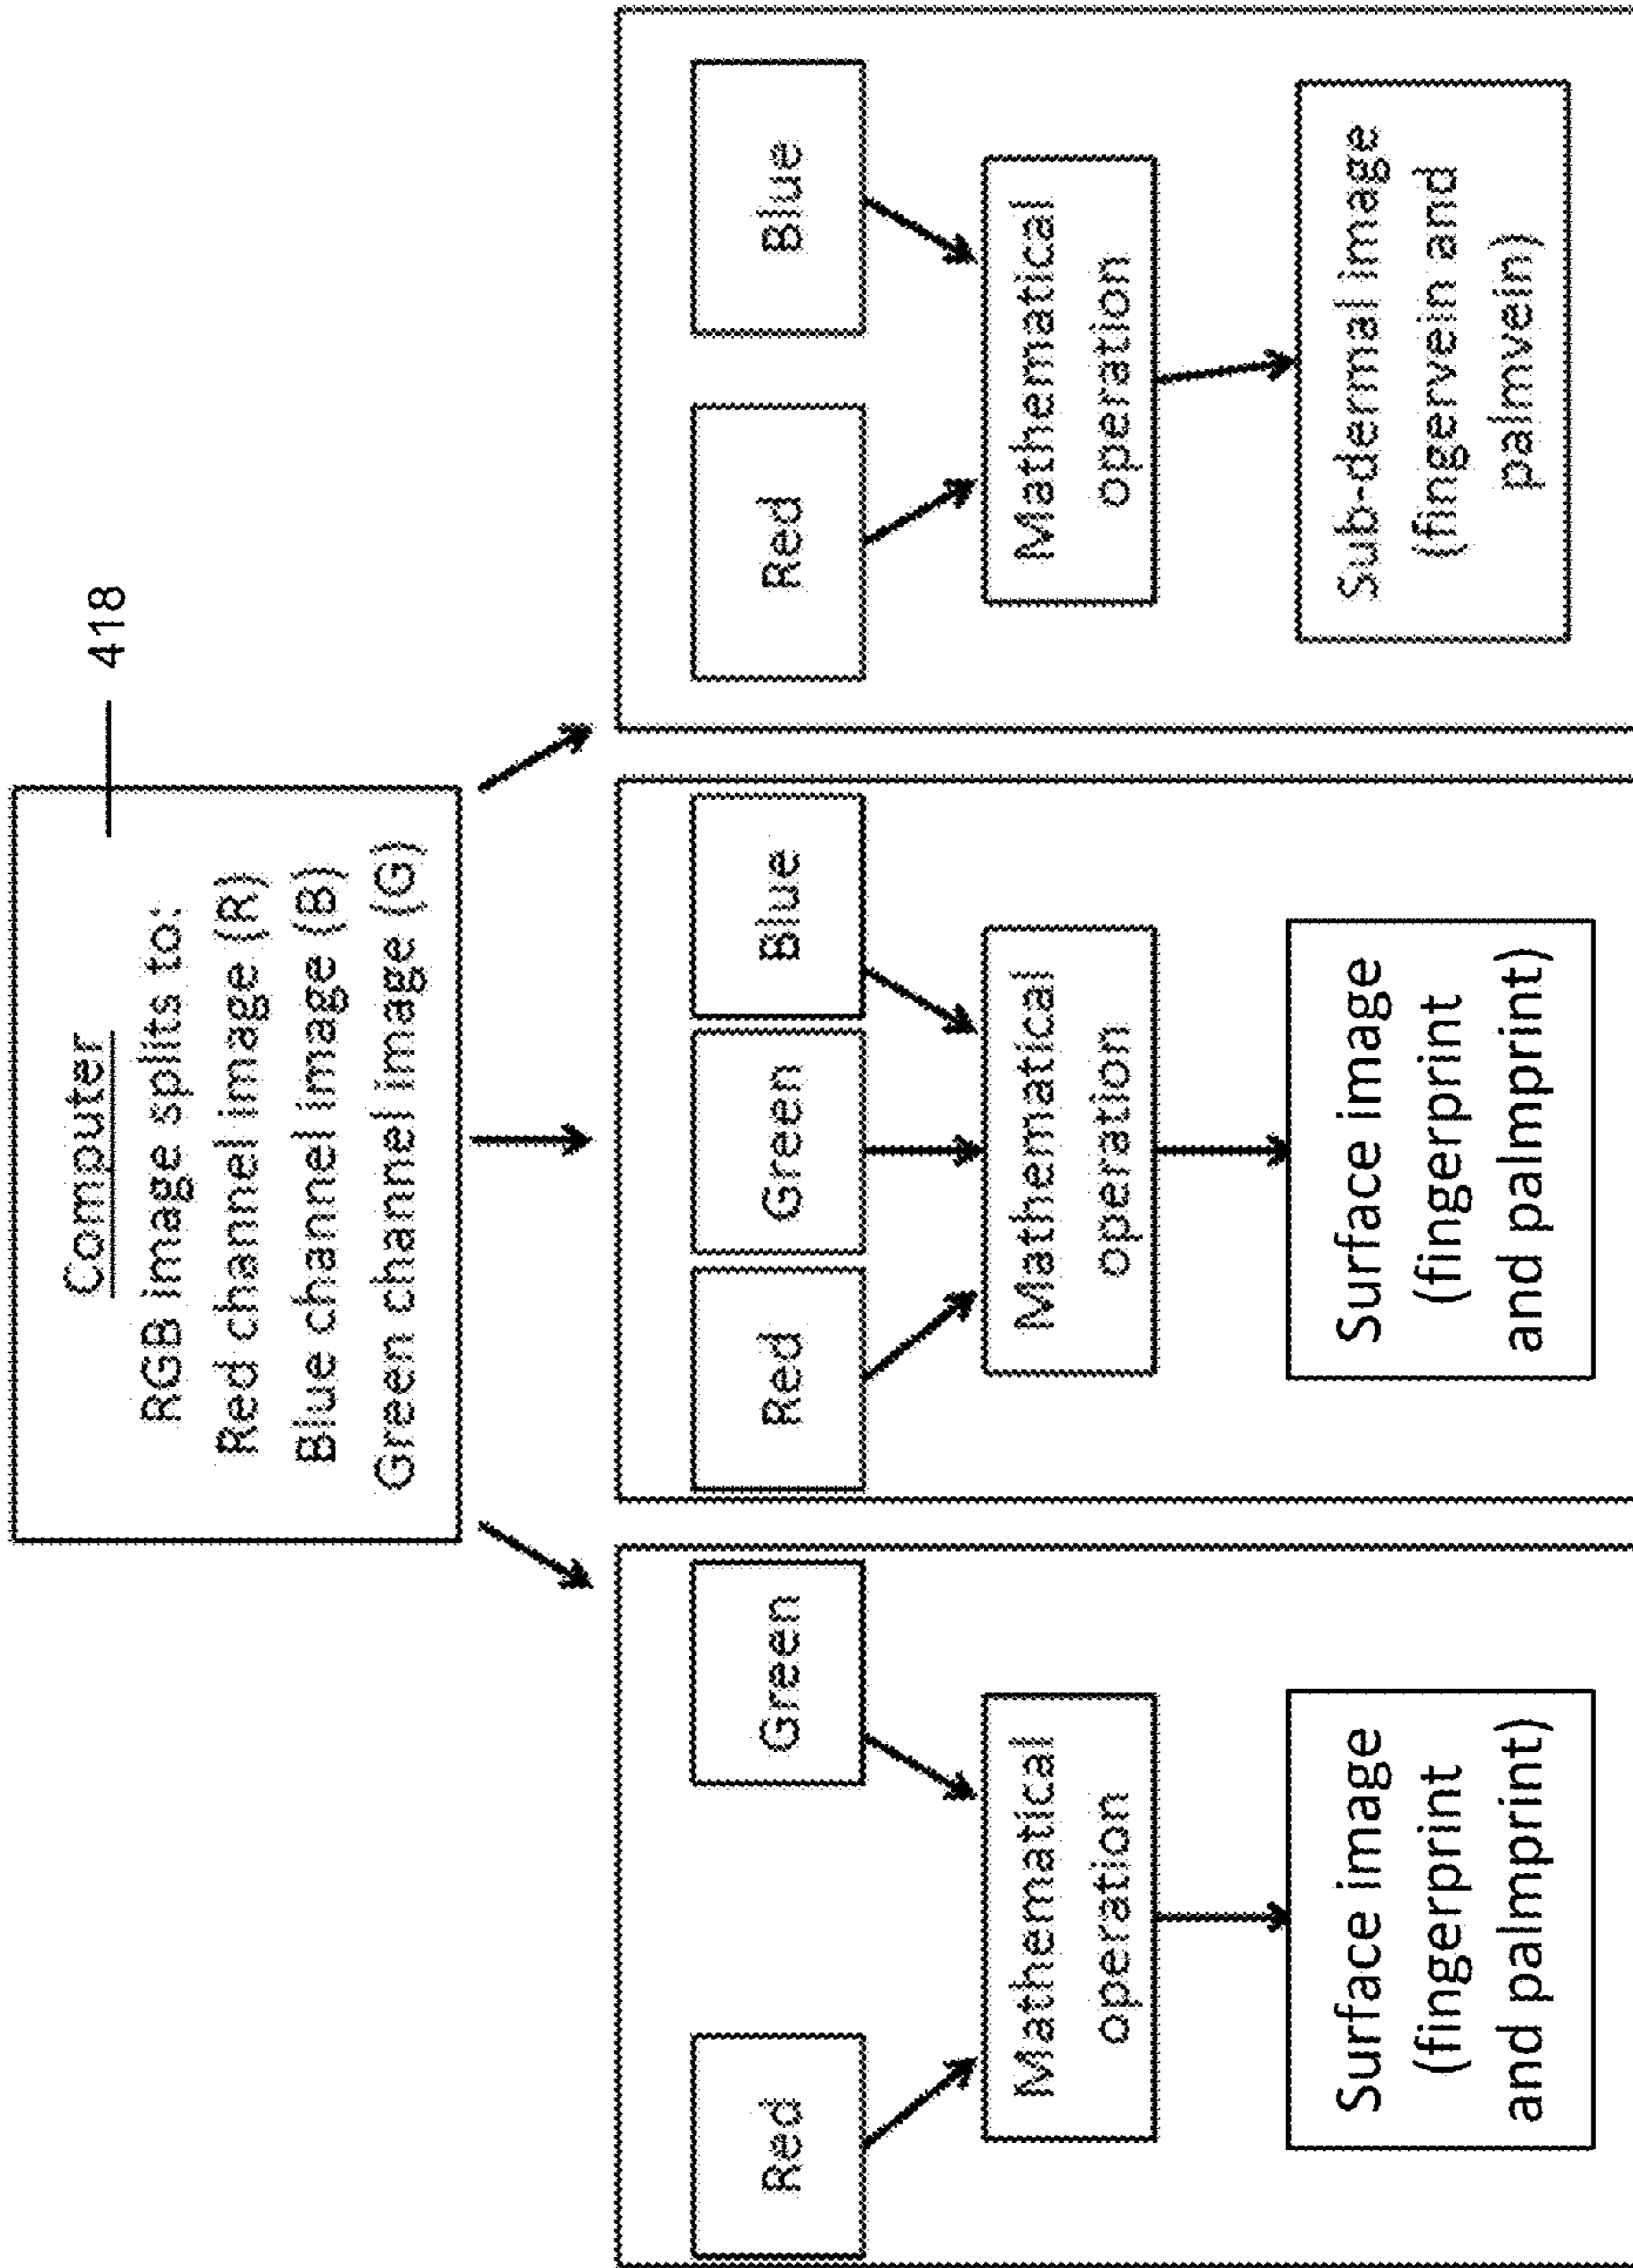 Computer
RGB image splits to:
Red channel image (R)
Blue channel image (B)
Green channel image (G)
418
Red
Green
Mathematical
operation
Surface image
(fingerprint
and palmprint)
Red
Green
Blue
Mathematical
operation
Surface image
(fingerprint
and palmprint)
Red
Blue
Mathematical
operation
Sub-dermal image
(fingervein and
palmvein)